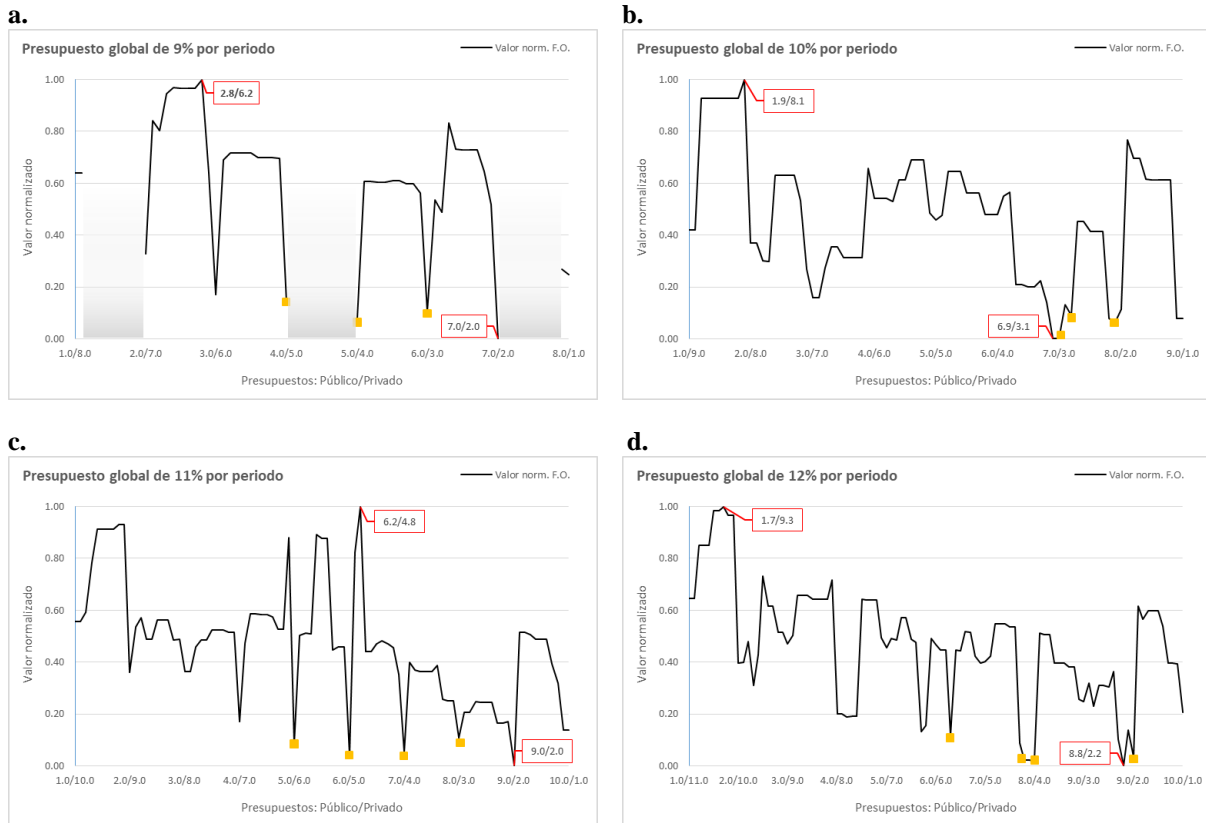 a.
Presupuesto global de 9% por periodo
Valor norm. F.O.
1.00
0.80
0.60
0.40
0.20
0.00
Valor normalizado
2.8/6.2
7.0/2.0
1.0/8.0 2.0/7.0 3.0/6.0 4.0/5.0 5.0/4.0 6.0/3.0 7.0/2.0 8.0/1.0
Presupuestos: Público/Privado
b.
Presupuesto global de 10% por periodo
Valor norm. F.O.
1.00
0.80
0.60
0.40
0.20
0.00
Valor normalizado
1.9/8.1
6.9/3.1
1.0/9.0 2.0/8.0 3.0/7.0 4.0/6.0 5.0/5.0 6.0/4.0 7.0/3.0 8.0/2.0 9.0/1.0
Presupuestos: Público/Privado
c.
Presupuesto global de 11% por periodo
Valor norm. F.O.
1.00
0.80
0.60
0.40
0.20
0.00
Valor normalizado
6.2/4.8
9.0/2.0
1.0/10.0 2.0/9.0 3.0/8.0 4.0/7.0 5.0/6.0 6.0/5.0 7.0/4.0 8.0/3.0 9.0/2.0 10.0/1.0
Presupuestos: Público/Privado
d.
Presupuesto global de 12% por periodo
Valor norm. F.O.
1.00
0.80
0.60
0.40
0.20
0.00
Valor normalizado
1.7/9.3
8.8/2.2
1.0/11.0 2.0/10.0 3.0/9.0 4.0/8.0 5.0/7.0 6.0/6.0 7.0/5.0 8.0/4.0 9.0/3.0 9.0/2.0 10.0/1.0
Presupuestos: Público/Privado